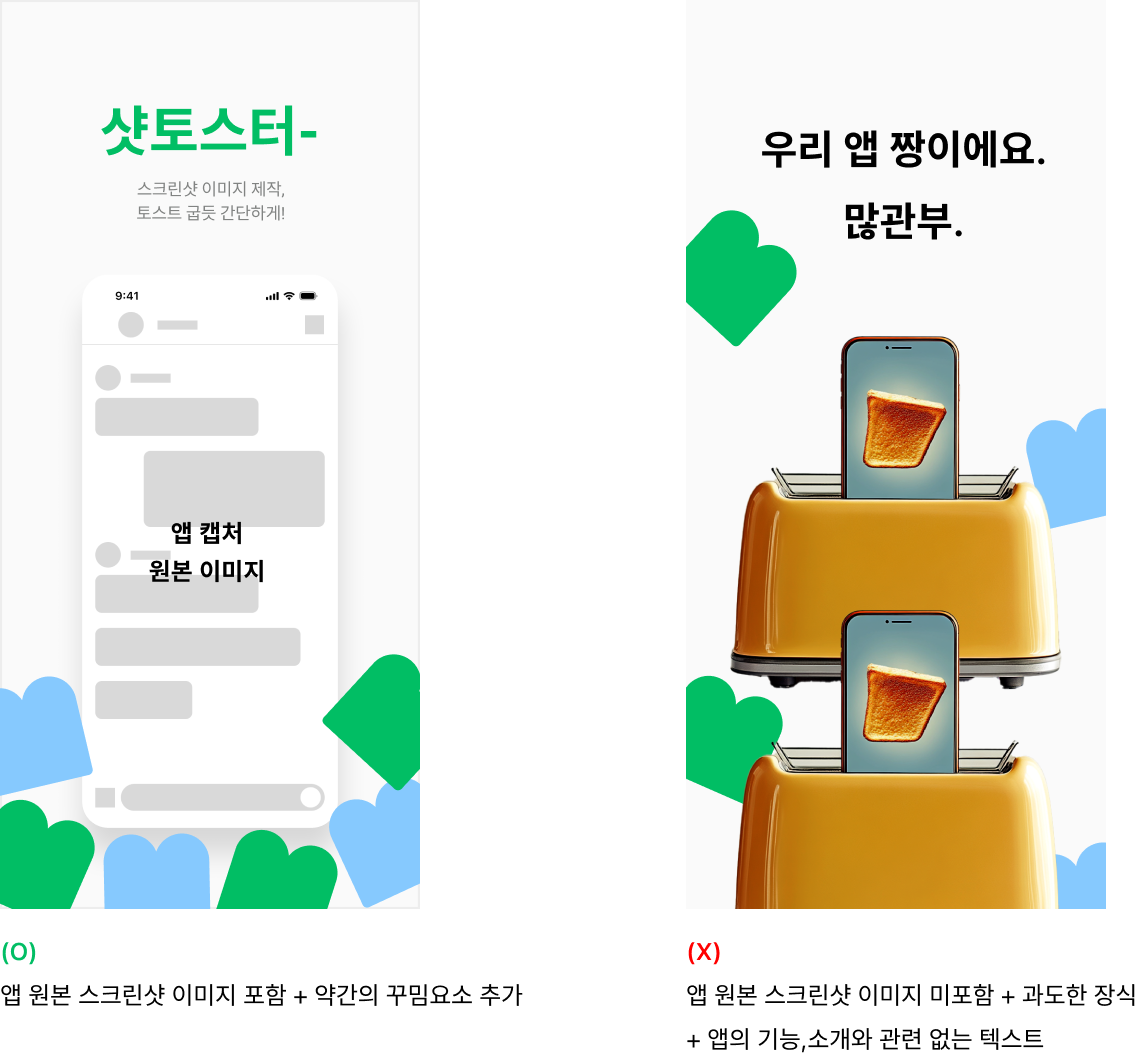 샷토스터-
스크린샷 이미지 제작,
토스트 굽듯 간단하게!
9:41
앱 캡처
원본 이미지
(O)
앱 원본 스크린샷 이미지 포함 + 약간의 꾸밈요소 추가
우리 앱 짱이에요.
많관부.
(X)
앱 원본 스크린샷 이미지 미포함 + 과도한 장식
+ 앱의 기능,소개와 관련 없는 텍스트